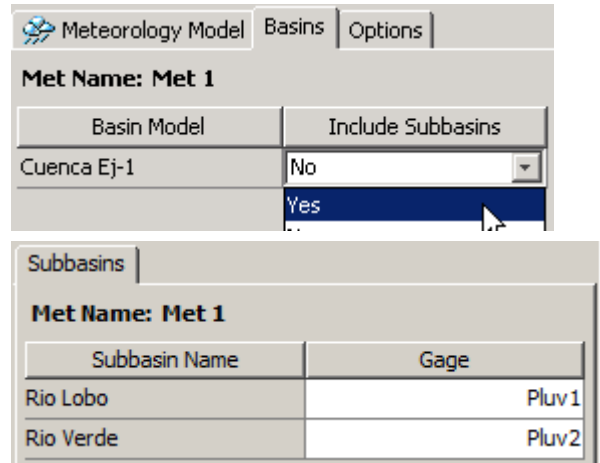 Meteorology Model Basins Options
Met Name: Met 1
Basin Model Include Subbasins
Cuenca Ej-1 No
Yes
Subbasins
Met Name: Met 1
Subbasin Name Gage
Rio Lobo Pluv1
Rio Verde Pluv2